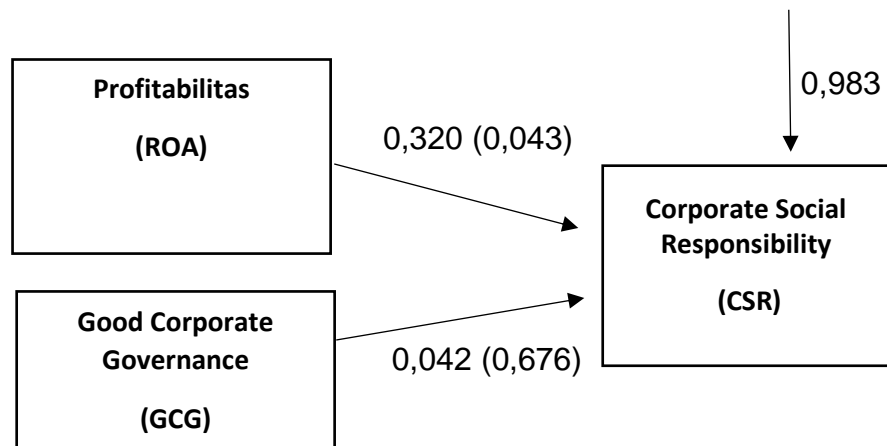 0,983
Profitabilitas
(ROA)
0,320 (0,043)
Corporate Social
Responsibility
(CSR)
Good Corporate
Governance
(GCG)
0,042 (0,676)